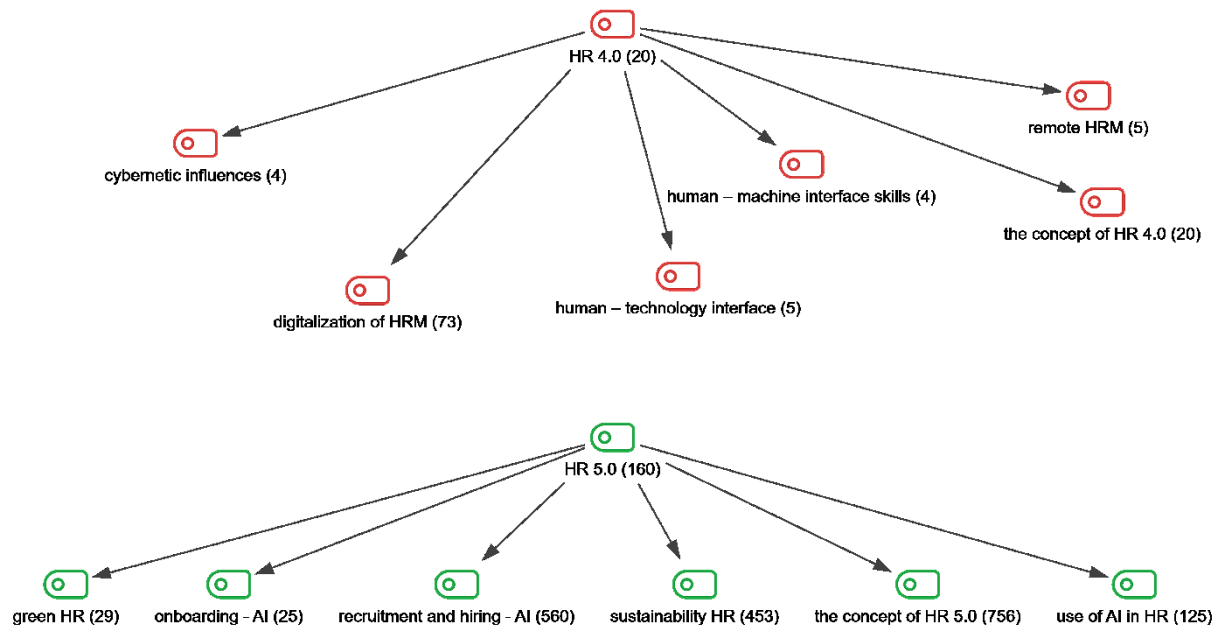 HR 4.0 (20)
remote HRM (5)
cybernetic influences (4)
human – machine interface skills (4)
the concept of HR 4.0 (20)
human – technology interface (5)
digitalization of HRM (73)
HR 5.0 (160)
green HR (29)
onboarding - AI (25)
recruitment and hiring - AI (560)
sustainability HR (453)
the concept of HR 5.0 (756)
use of AI in HR (125)